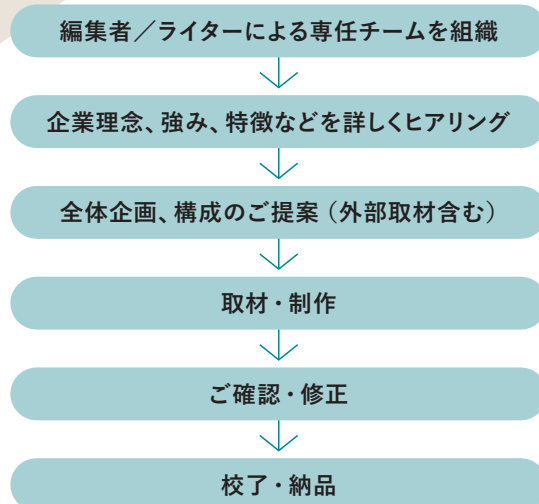 編集者／ライターによる専任チームを組織
企業理念、強み、特徴などを詳しくヒアリング
全体企画、構成のご提案（外部取材含む）
取材・制作
ご確認・修正
校了・納品